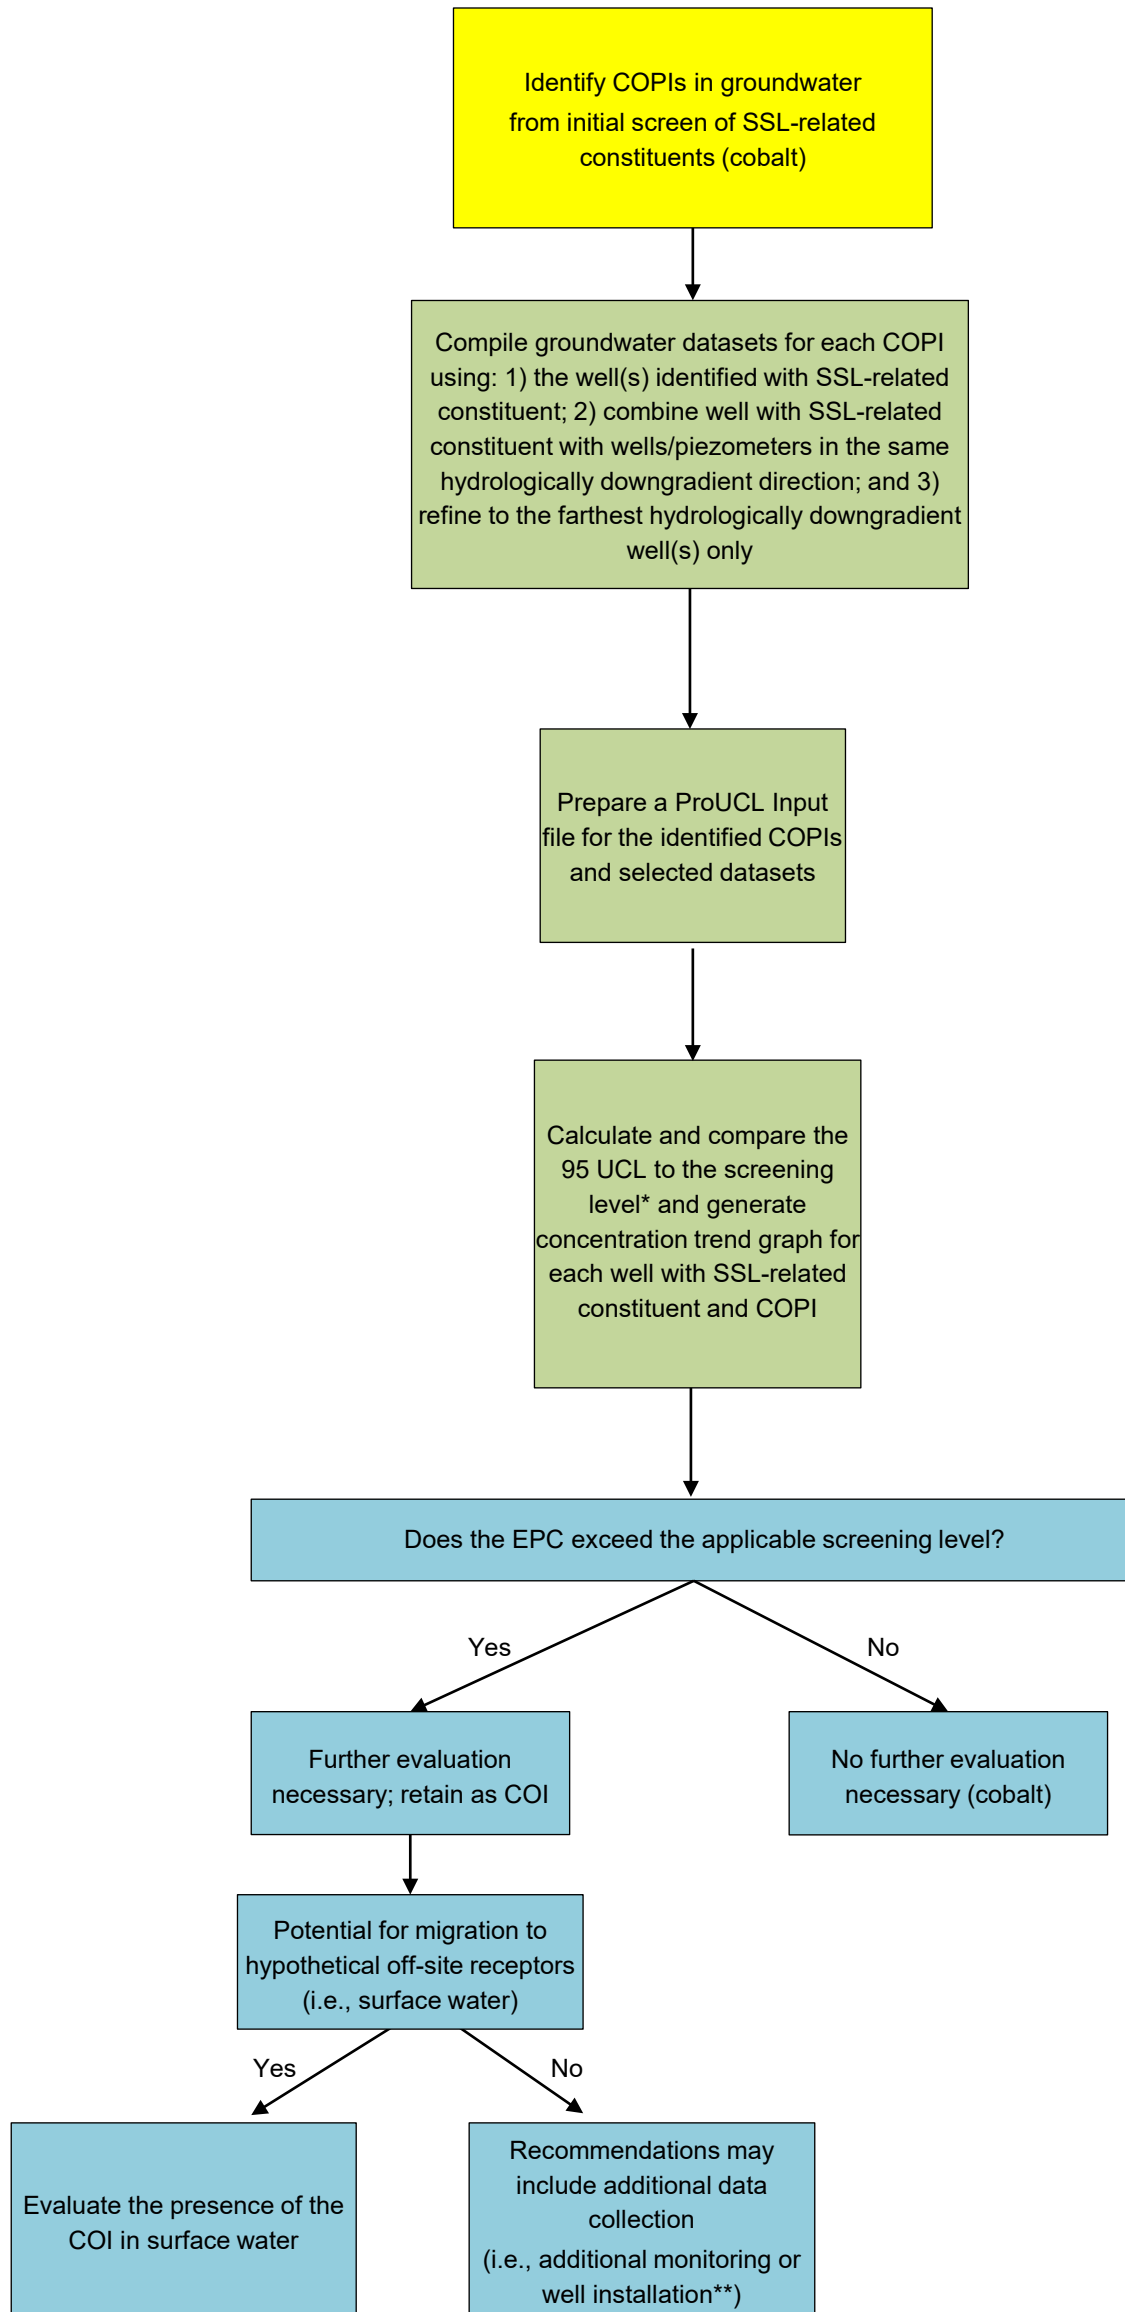 Identify COPIs in groundwater
from initial screen of SSL-related
constituents (cobalt)
Compile groundwater datasets for each COPI
using: 1) the well(s) identified with SSL-related
constituent; 2) combine well with SSL-related
constituent with wells/piezometers in the same
hydrologically downgradient direction; and 3)
refine to the farthest hydrologically downgradient
well(s) only
Prepare a ProUCL Input
file for the identified COPIs
and selected datasets
Calculate and compare the
95 UCL to the screening
level* and generate
concentration trend graph for
each well with SSL-related
constituent and COPI
Does the EPC exceed the applicable screening level?
Yes
No
Further evaluation
necessary; retain as COI
No further evaluation
necessary (cobalt)
Potential for migration to
hypothetical off-site receptors
(i.e., surface water)
Yes
No
Evaluate the presence of the
COI in surface water
Recommendations may
include additional data
collection
(i.e., additional monitoring or
well installation**)